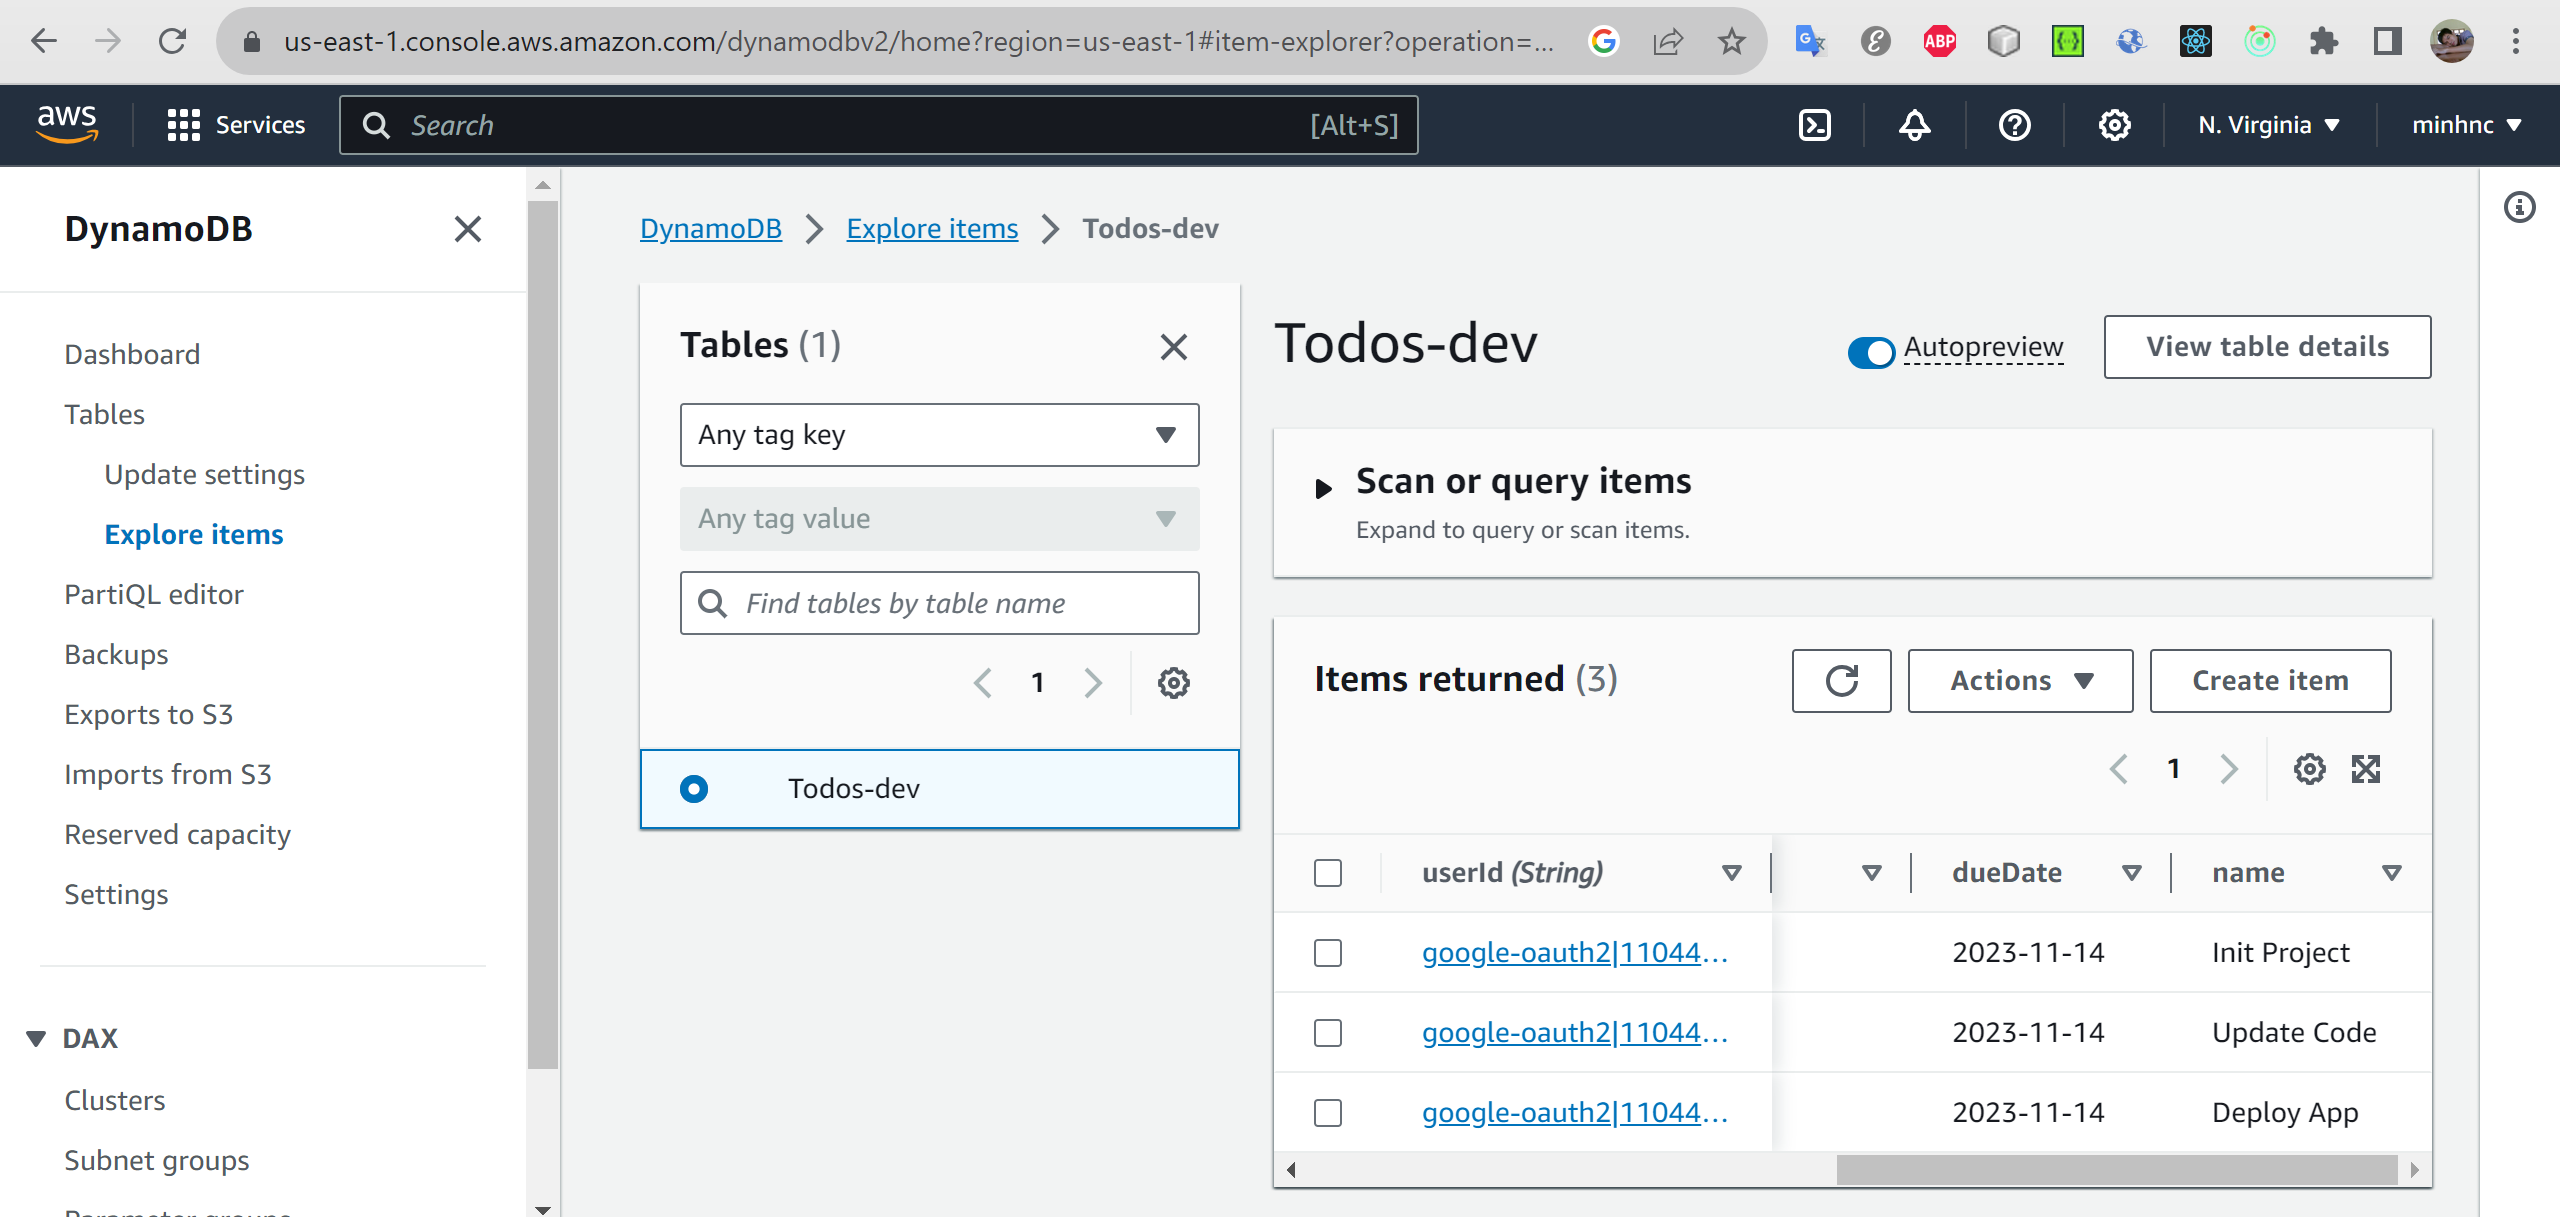 us-east-1.console.aws.amazon.com/dynamodbv2/home?region=us-east-1#item-explorer?operation=...
ABP
aws
Services
Search
[Alt+S]
N. Virginia
minhnc
DynamoDB
Dashboard
Tables
Update settings
Explore items
PartiQL editor
Backups
Exports to S3
Imports from S3
Reserved capacity
Settings
DAX
Clusters
Subnet groups
Parameter groups
DynamoDB
Explore items
Todos-dev
Tables (1)
Any tag key
Any tag value
Find tables by table name
1
Todos-dev
Todos-dev
Autopreview
View table details
Scan or query items
Expand to query or scan items.
Items returned (3)
Actions
Create item
1
userId (String) dueDate name
google-oauth2|11044... 2023-11-14 Init Project
google-oauth2|11044... 2023-11-14 Update Code
google-oauth2|11044... 2023-11-14 Deploy App